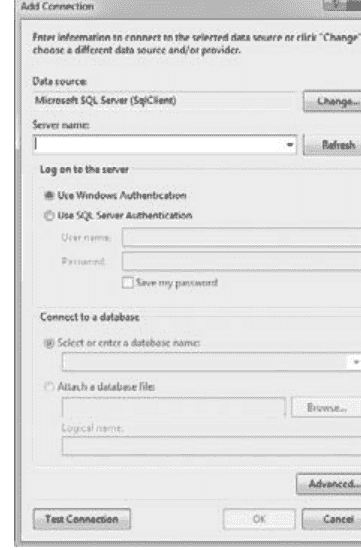 Add Connection
Enter information to connect to the selected data source or click "Change"
choose a different data source and/or provider.
Data source:
Microsoft SQL Server (SqlClient)
Change...
Server name:
Refresh
Log on to the server
Use Windows Authentication
Use SQL Server Authentication
User name:
Password:
Save my password
Connect to a database
Select or enter a database name:
Attach a database file:
Browse...
Logical name:
Advanced...
Test Connection
OK
Cancel